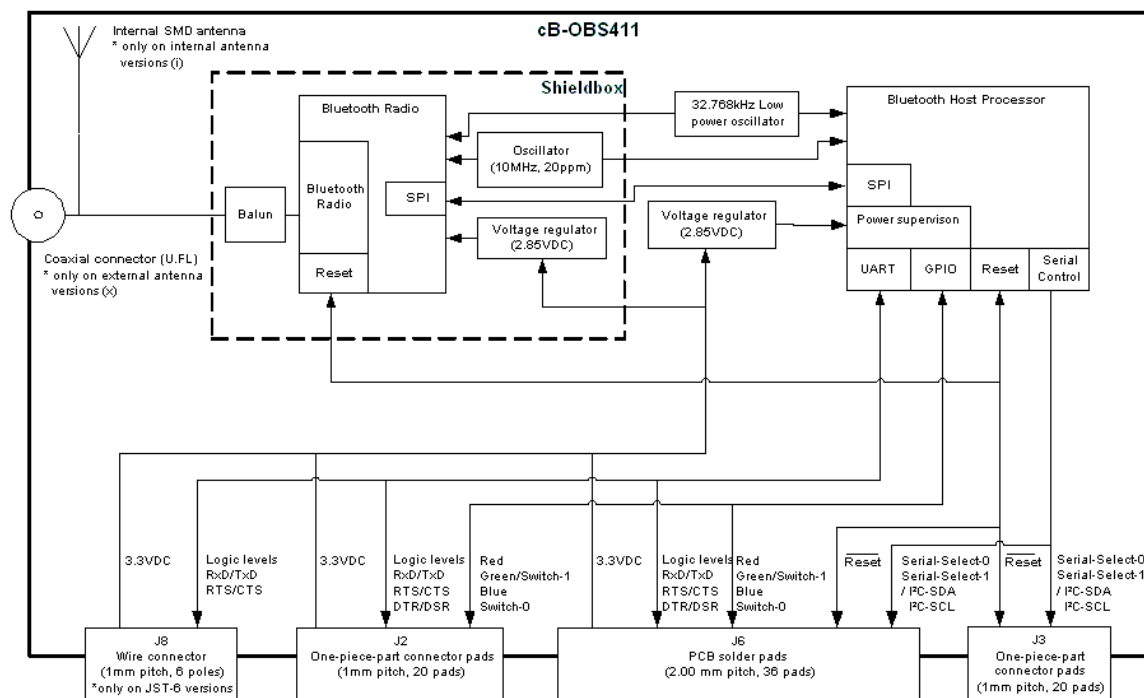 cB-OBS411
Internal SMD antenna
* only on internal antenna
versions (i)
Shieldbox
Bluetooth Radio
32.768kHz Low
power oscillator
Bluetooth Host Processor
Oscillator
(10MHz, 20ppm)
Bluetooth
Radio
SPI
SPI
Balun
Voltage regulator
(2.85VDC)
Voltage regulator
(2.85VDC)
Power supervison
Coaxial connector (U.FL)
* only on external antenna
versions (x)
Reset
UART
GPIO
Reset
Serial
Control
3.3VDC
Logic levels
RxD/TxD
RTS/CTS
3.3VDC
Logic levels
RxD/TxD
RTS/CTS
DTR/DSR
Red
Green/Switch-1
Blue
Switch-0
3.3VDC
Logic levels
RxD/TxD
RTS/CTS
DTR/DSR
Red
Green/Switch-1
Blue
Switch-0
Reset
Serial-Select-0
Serial-Select-1
/ I²C-SDA
I²C-SCL
Reset
Serial-Select-0
Serial-Select-1
/ I²C-SDA
I²C-SCL
J8
Wire connector
(1mm pitch, 6 poles)
*only on JST-6 versions
J2
One-piece-part connector pads
(1mm pitch, 20 pads)
J6
PCB solder pads
(2.00 mm pitch, 36 pads)
J3
One-piece-part
connector pads
(1mm pitch, 20 pads)